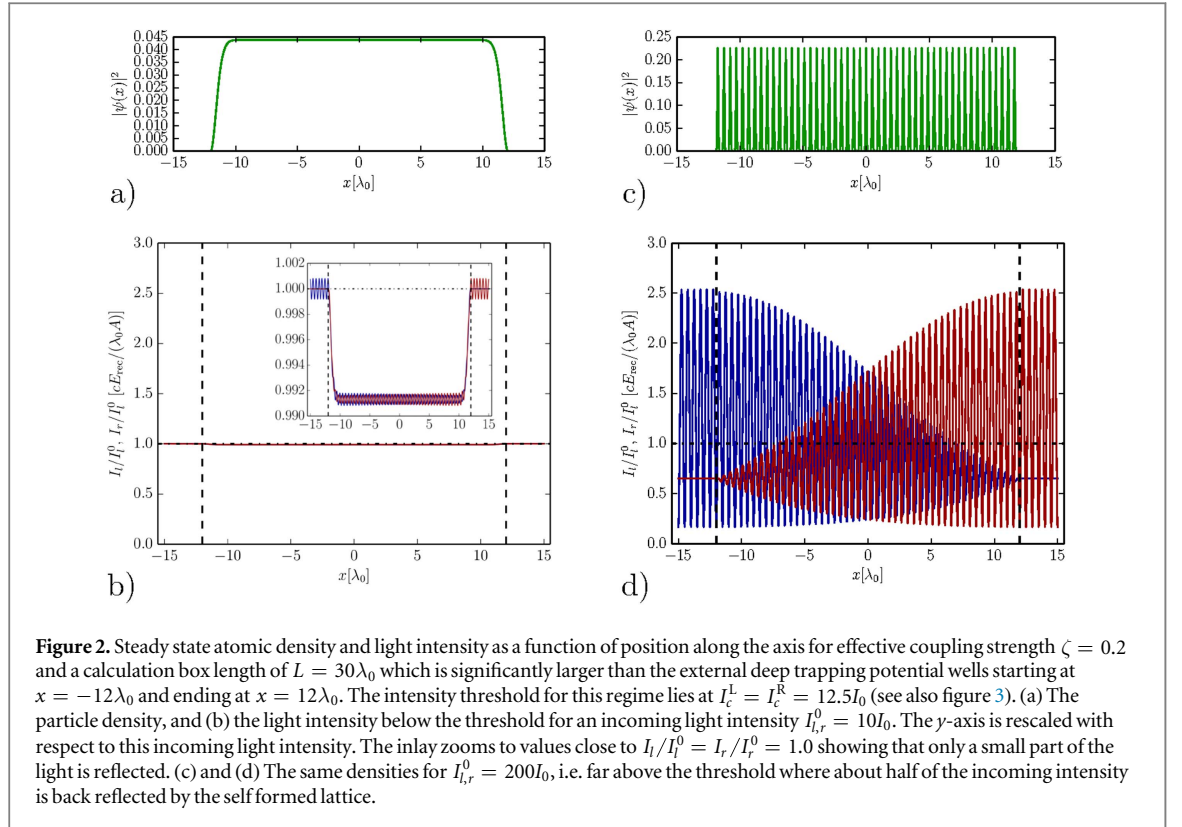 0.045
0.040
0.035
0.030
0.025
0.020
0.015
0.010
0.005
0.000
|ψ(x)|²
−15 −10 −5 0 5 10 15
x[λ₀]
a)
0.25
0.20
0.15
0.10
0.05
0.00
|ψ(x)|²
−15 −10 −5 0 5 10 15
x[λ₀]
c)
3.0
2.5
2.0
1.5
1.0
0.5
0.0
I_l/I_l^0, I_r/I_l^0 [cE_rec/(λ₀A)]
1.002
1.000
0.998
0.996
0.994
0.992
0.990
−15 −10 −5 0 5 10 15
−15 −10 −5 0 5 10 15
x[λ₀]
b)
3.0
2.5
2.0
1.5
1.0
0.5
0.0
I_l/I_l^0, I_r/I_l^0 [cE_rec/(λ₀A)]
−15 −10 −5 0 5 10 15
x[λ₀]
d)
Figure 2. Steady state atomic density and light intensity as a function of position along the axis for effective coupling strength ζ = 0.2
and a calculation box length of L = 30λ₀ which is significantly larger than the external deep trapping potential wells starting at
x = −12λ₀ and ending at x = 12λ₀. The intensity threshold for this regime lies at I_c^L = I_c^R = 12.5I₀ (see also figure 3). (a) The
particle density, and (b) the light intensity below the threshold for an incoming light intensity I_{l,r}^0 = 10I₀. The y-axis is rescaled with
respect to this incoming light intensity. The inlay zooms to values close to I_l/I_l^0 = I_r/I_r^0 = 1.0 showing that only a small part of the
light is reflected. (c) and (d) The same densities for I_{l,r}^0 = 200I₀, i.e. far above the threshold where about half of the incoming intensity
is back reflected by the self formed lattice.